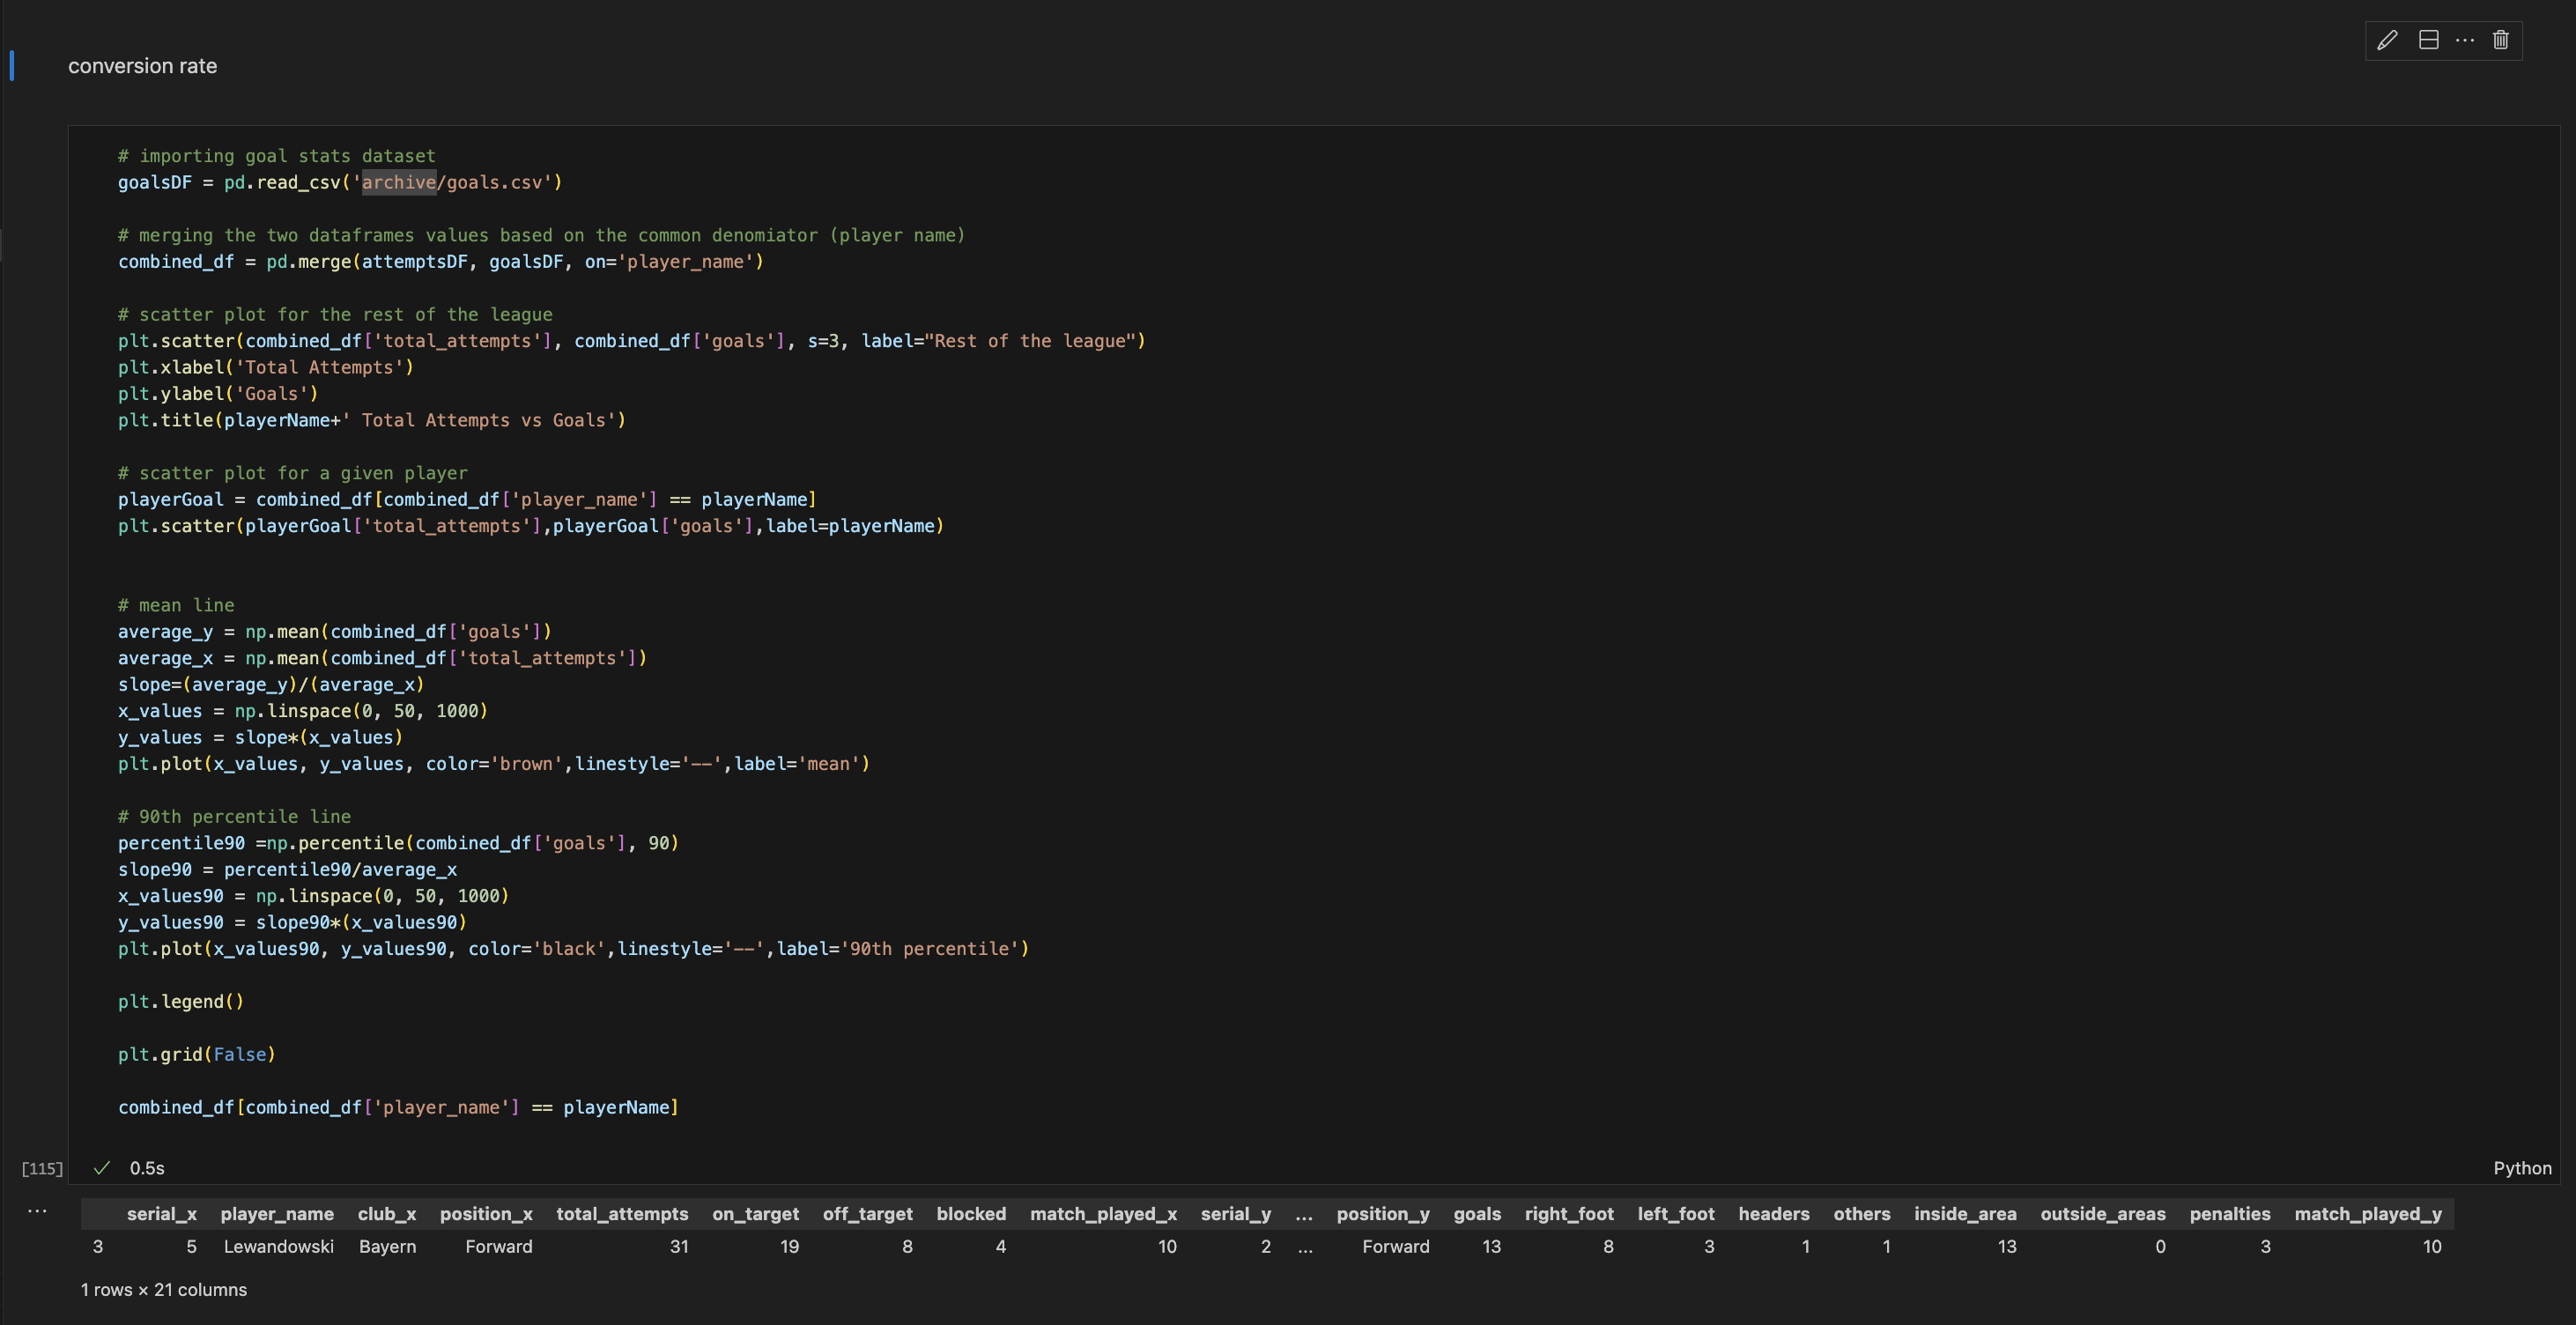 conversion rate
# importing goal stats dataset
goalsDF = pd.read_csv('archive/goals.csv')
# merging the two dataframes values based on the common denomiator (player name)
combined_df = pd.merge(attemptsDF, goalsDF, on='player_name')
# scatter plot for the rest of the league
plt.scatter(combined_df['total_attempts'], combined_df['goals'], s=3, label="Rest of the league")
plt.xlabel('Total Attempts')
plt.ylabel('Goals')
plt.title(playerName+' Total Attempts vs Goals')
# scatter plot for a given player
playerGoal = combined_df[combined_df['player_name'] == playerName]
plt.scatter(playerGoal['total_attempts'],playerGoal['goals'],label=playerName)
# mean line
average_y = np.mean(combined_df['goals'])
average_x = np.mean(combined_df['total_attempts'])
slope=(average_y)/(average_x)
x_values = np.linspace(0, 50, 1000)
y_values = slope*(x_values)
plt.plot(x_values, y_values, color='brown',linestyle='--',label='mean')
# 90th percentile line
percentile90 =np.percentile(combined_df['goals'], 90)
slope90 = percentile90/average_x
x_values90 = np.linspace(0, 50, 1000)
y_values90 = slope90*(x_values90)
plt.plot(x_values90, y_values90, color='black',linestyle='--',label='90th percentile')
plt.legend()
plt.grid(False)
combined_df[combined_df['player_name'] == playerName]
[115] 0.5s Python
serial_x player_name club_x position_x total_attempts on_target off_target blocked match_played_x serial_y ... position_y goals right_foot left_foot headers others inside_area outside_areas penalties match_played_y
3 5 Lewandowski Bayern Forward 31 19 8 4 10 2 ... Forward 13 8 3 1 1 13 0 3 10
1 rows × 21 columns